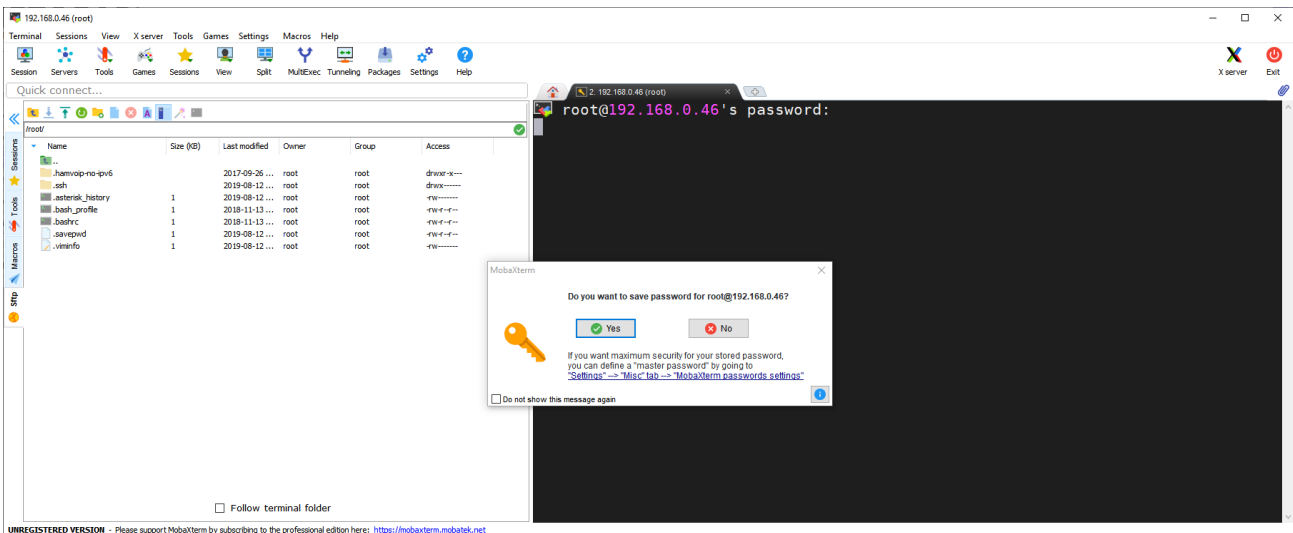 192.168.0.46 (root)
Terminal Sessions View X server Tools Games Settings Macros Help
Session Servers Tools Games Sessions View Split MultiExec Tunneling Packages Settings Help X server Exit
Quick connect...
2. 192.168.0.46 (root)
/root/
Name Size (KB) Last modified Owner Group Access
..
.hamvoip-no-ipv6 2017-09-26 ... root root drwxr-x---
.ssh 2019-08-12 ... root root drwx------
.asterisk_history 1 2019-08-12 ... root root -rw-------
.bash_profile 1 2018-11-13 ... root root -rw-r--r--
.bashrc 1 2018-11-13 ... root root -rw-r--r--
.savepwd 1 2019-08-12 ... root root -rw-r--r--
.viminfo 1 2019-08-12 ... root root -rw-------
Sessions
Tools
Macros
Sftp
Follow terminal folder
root@192.168.0.46's password:
MobaXterm
Do you want to save password for root@192.168.0.46?
Yes No
If you want maximum security for your stored password,
you can define a "master password" by going to
"Settings" --> "Misc" tab --> "MobaXterm passwords settings"
Do not show this message again
UNREGISTERED VERSION - Please support MobaXterm by subscribing to the professional edition here: https://mobaxterm.mobatek.net